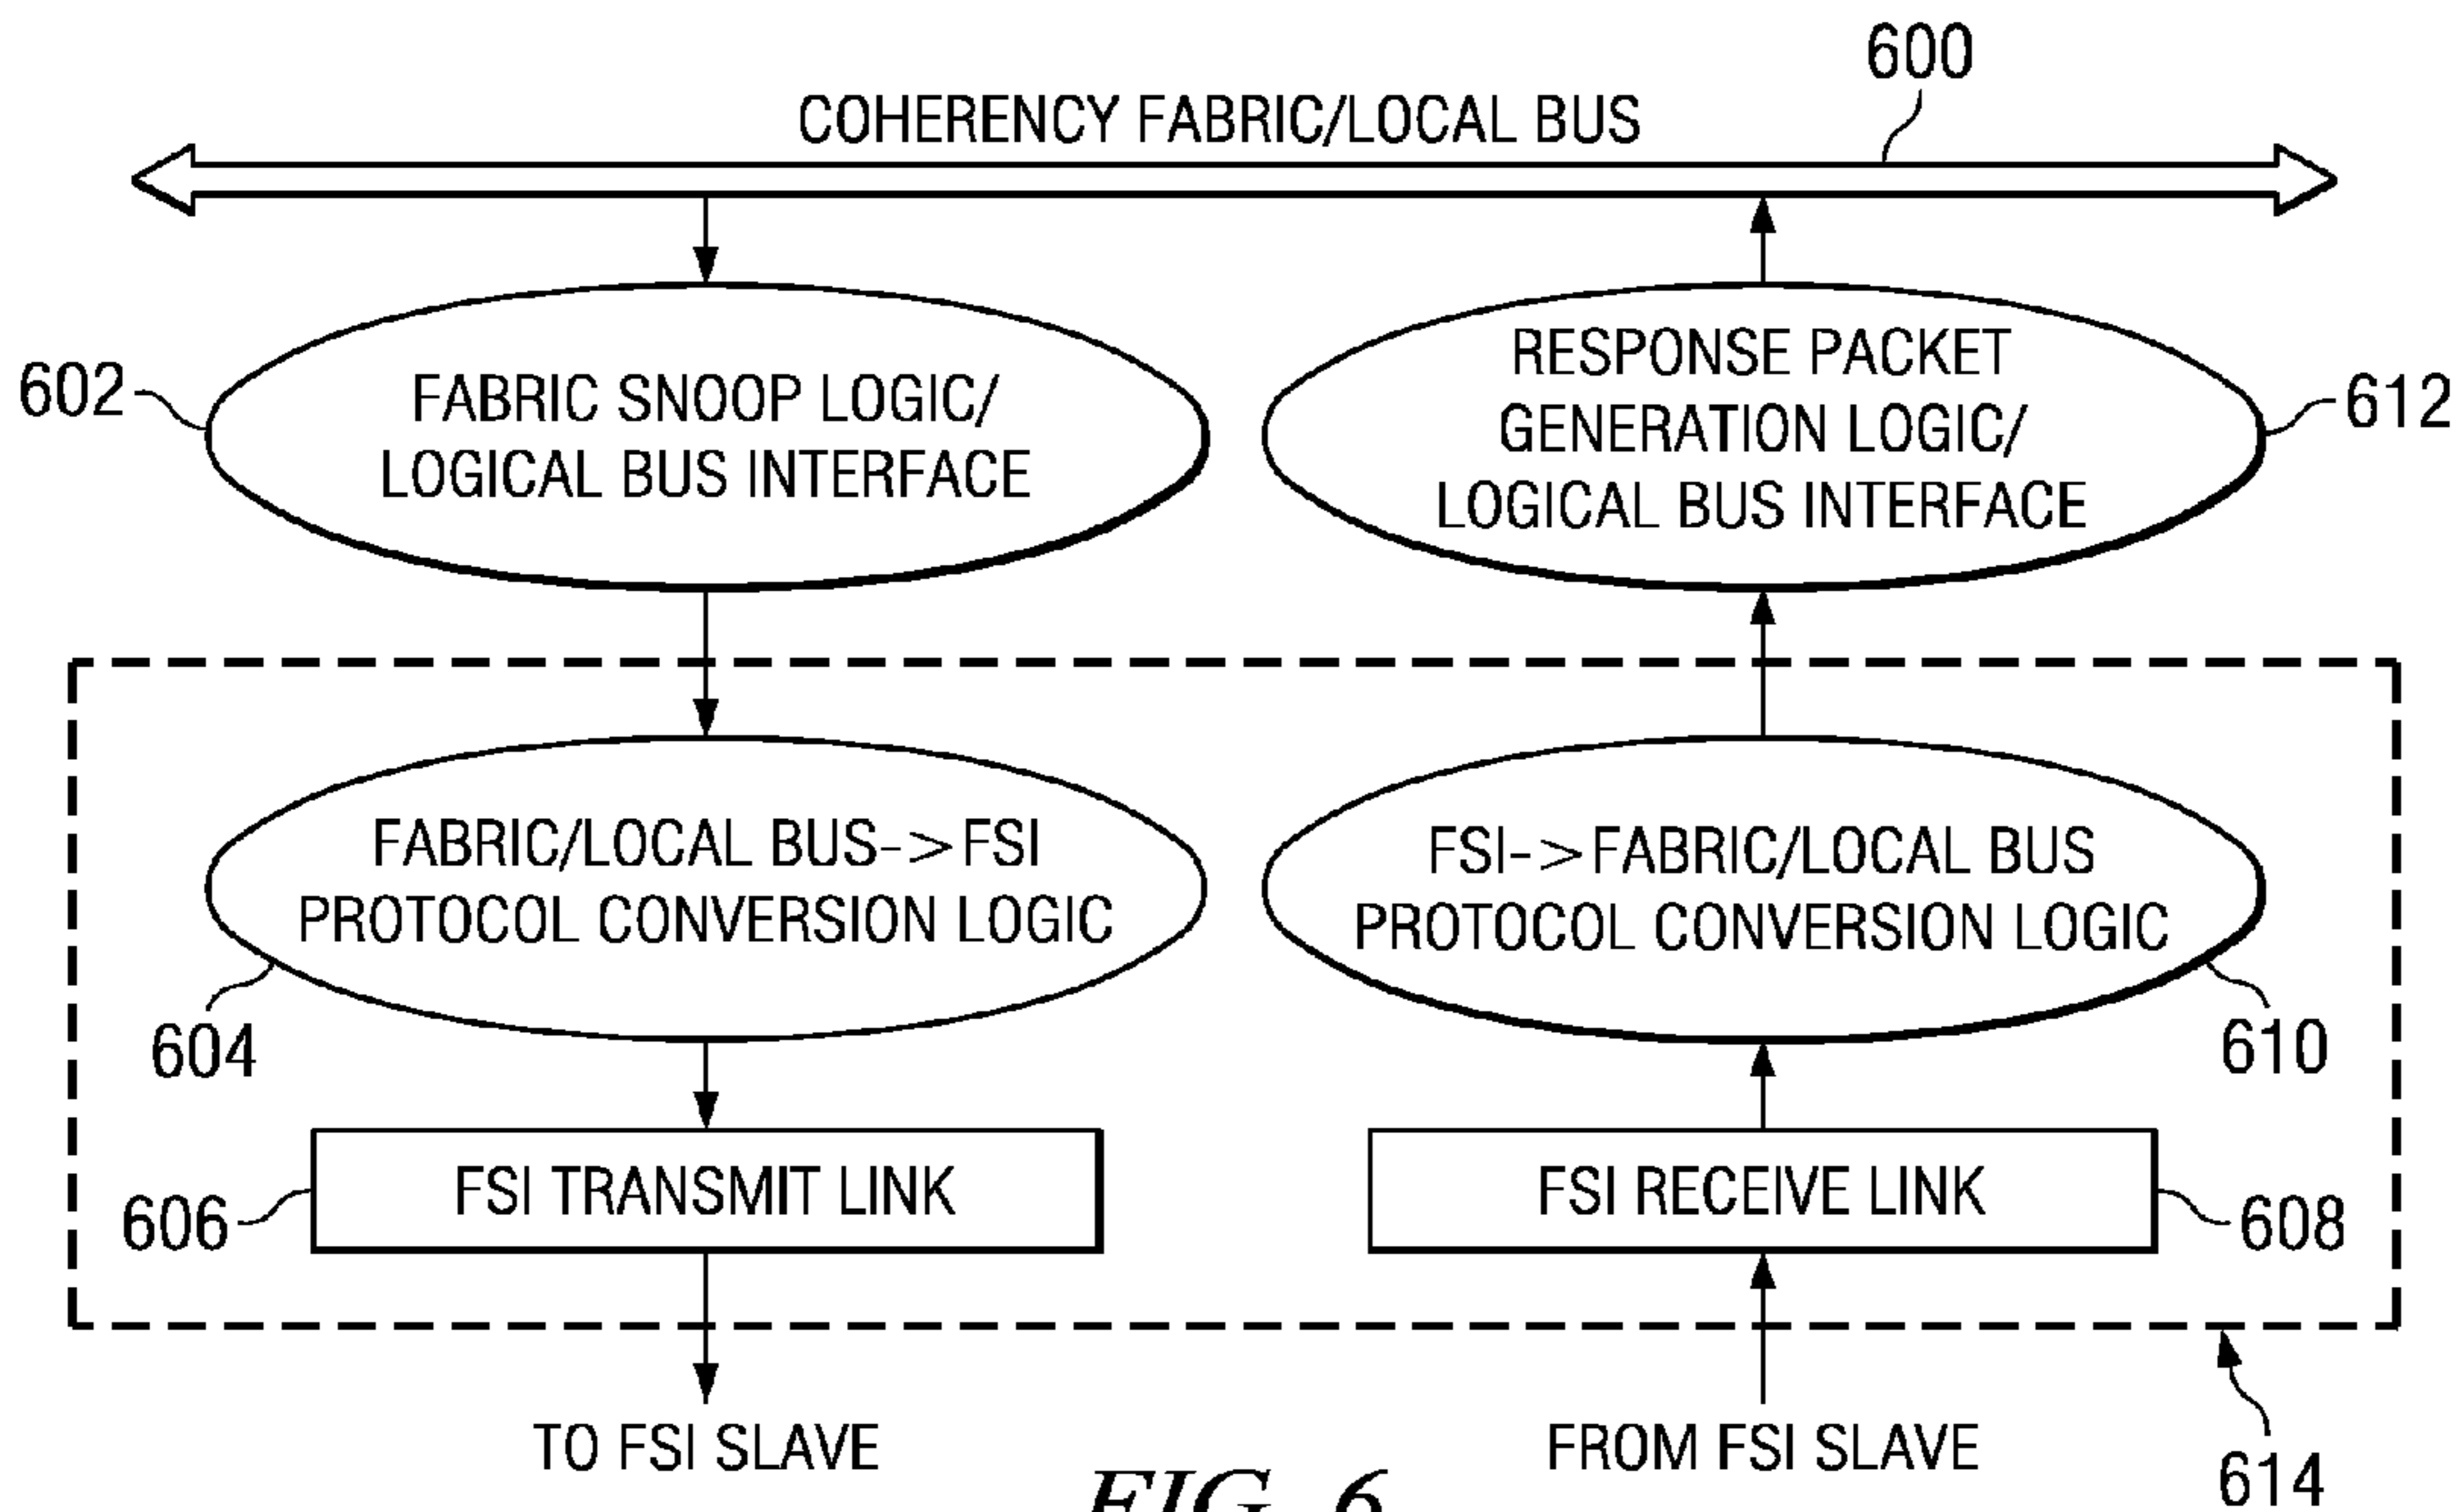 600
COHERENCY FABRIC/LOCAL BUS
602
FABRIC SNOOP LOGIC/
LOGICAL BUS INTERFACE
RESPONSE PACKET
GENERATION LOGIC/
LOGICAL BUS INTERFACE
612
FABRIC/LOCAL BUS->FSI
PROTOCOL CONVERSION LOGIC
604
FSI->FABRIC/LOCAL BUS
PROTOCOL CONVERSION LOGIC
610
606
FSI TRANSMIT LINK
FSI RECEIVE LINK
608
TO FSI SLAVE
FROM FSI SLAVE
614
FIG. 6